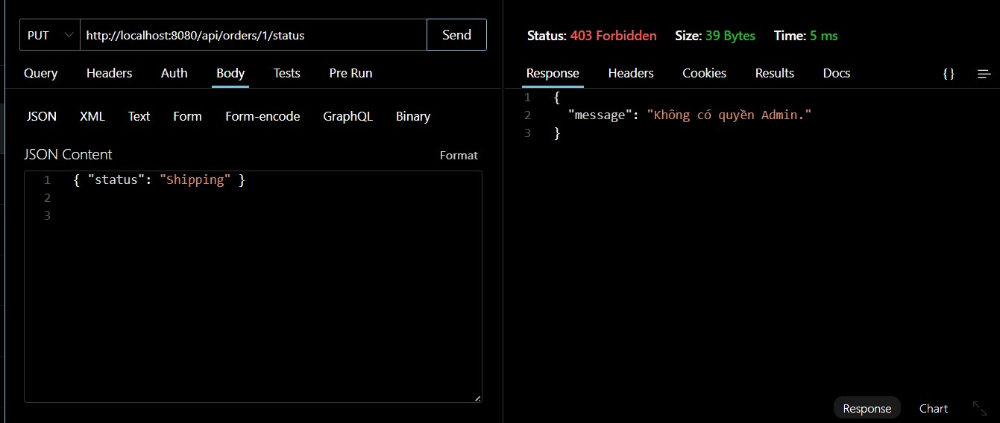 PUT http://localhost:8080/api/orders/1/status Send
Query Headers Auth Body Tests Pre Run
JSON XML Text Form Form-encode GraphQL Binary
JSON Content Format
1 { "status": "Shipping" }
2
3
Status: 403 Forbidden Size: 39 Bytes Time: 5 ms
Response Headers Cookies Results Docs {}
1 {
2 "message": "Không có quyền Admin."
3 }
Response Chart